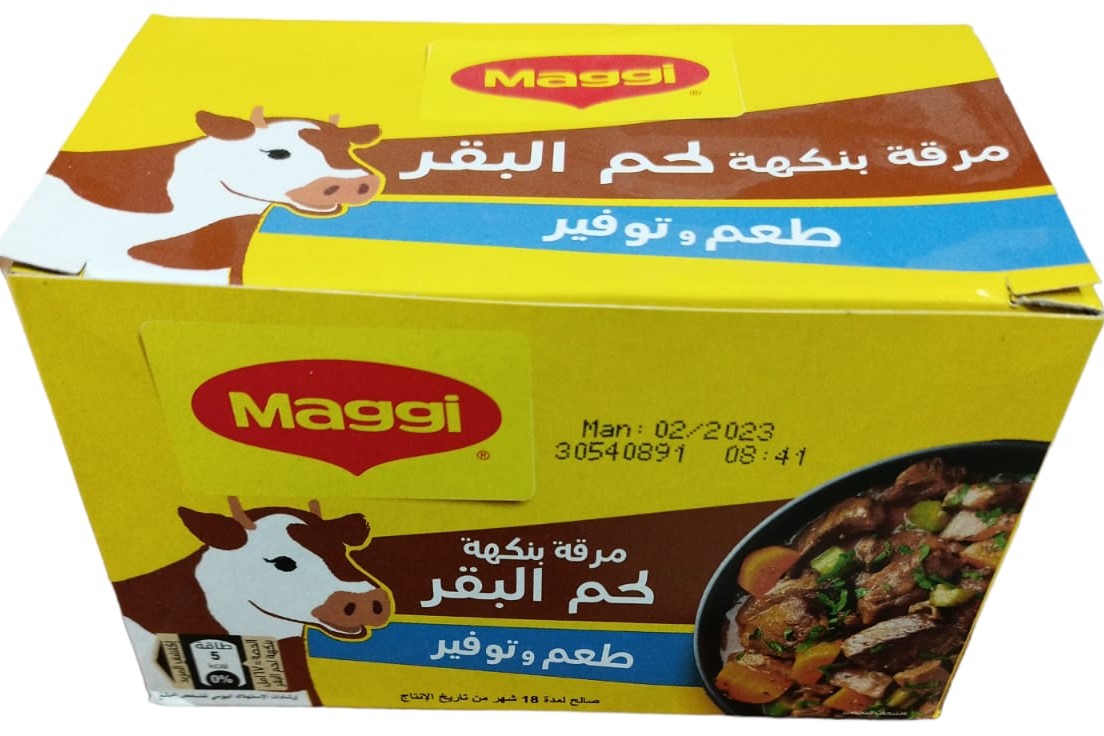 Maggi
®
مرقة بنكهة لحم البقر
طعم و توفير
Maggi
®
Man: 02/2023
30540891 08:41
مرقة بنكهة
لحم البقر
طعم و توفير
طاقة
5
kcal
0%
صالح لمدة 18 شهر من تاريخ الإنتاج